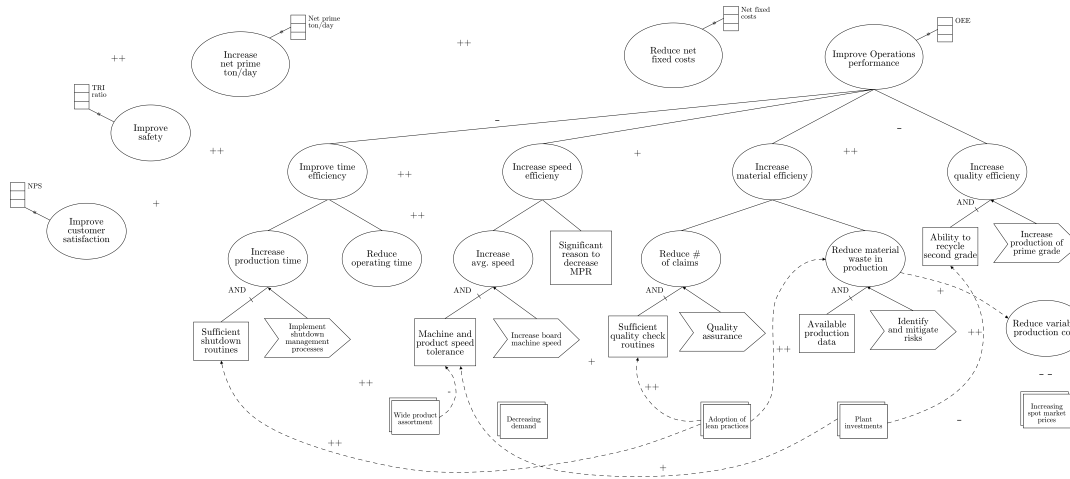 Net prime
ton/day
Increase
net prime
ton/day
++
++
Net fixed
costs
Reduce net
fixed costs
OEE
Improve Operations
performance
TRI
ratio
Improve
safety
NPS
Improve
customer
satisfaction
++
+
–
+
++
–
Improve time
efficiency
++
++
Increase speed
efficieny
Increase
material efficieny
Increase
quality efficieny
AND
Increase
production time
Reduce
operating time
Increase
avg. speed
Significant
reason to
decrease
MPR
Reduce #
of claims
Reduce material
waste in
production
Ability to
recycle
second grade
Increase
production of
prime grade
AND
AND
AND
AND
+
Sufficient
shutdown
routines
Implement
shutdown
management
processes
Machine and
product speed
tolerance
Increase board
machine speed
Sufficient
quality check
routines
Quality
assurance
Available
production
data
Identify
and mitigate
risks
++
Reduce variab
production co
++
+
++
++
-
– –
Wide product
assortment
Decreasing
demand
Adoption of
lean practices
Plant
investments
–
Increasing
spot market
prices
++
+